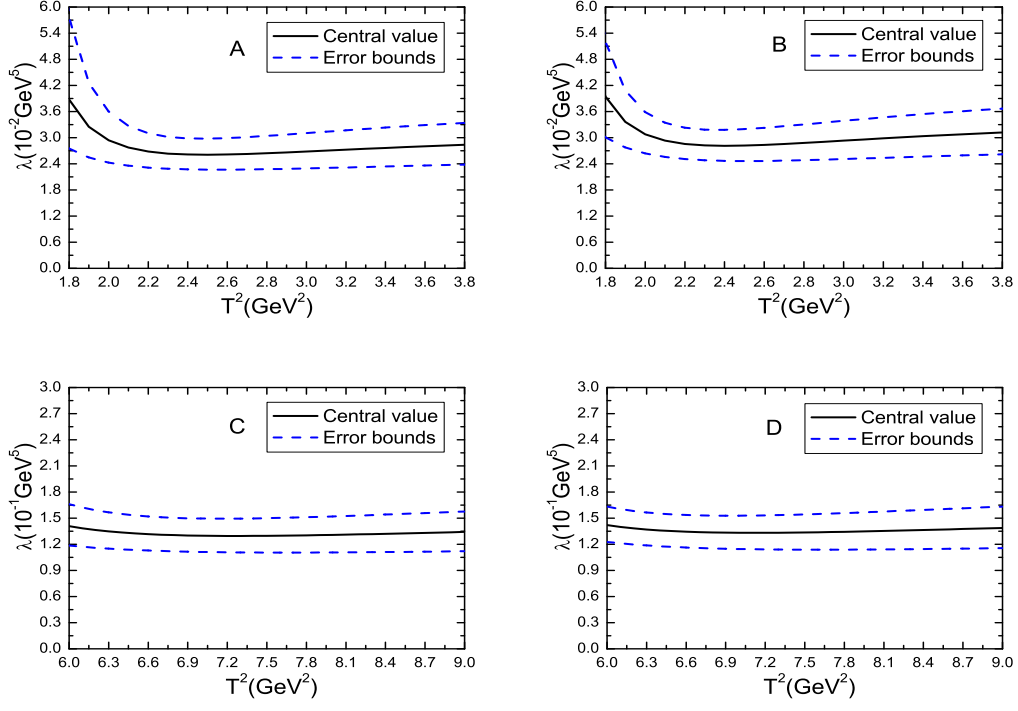 A
Central value
Error bounds
λ(10⁻²GeV⁵)
6.0
5.4
4.8
4.2
3.6
3.0
2.4
1.8
1.2
0.6
0.0
1.8 2.0 2.2 2.4 2.6 2.8 3.0 3.2 3.4 3.6 3.8
T²(GeV²)
B
Central value
Error bounds
λ(10⁻²GeV⁵)
6.0
5.4
4.8
4.2
3.6
3.0
2.4
1.8
1.2
0.6
0.0
1.8 2.0 2.2 2.4 2.6 2.8 3.0 3.2 3.4 3.6 3.8
T²(GeV²)
C
Central value
Error bounds
λ(10⁻¹GeV⁵)
3.0
2.7
2.4
2.1
1.8
1.5
1.2
0.9
0.6
0.3
0.0
6.0 6.3 6.6 6.9 7.2 7.5 7.8 8.1 8.4 8.7 9.0
T²(GeV²)
D
Central value
Error bounds
λ(10⁻¹GeV⁵)
3.0
2.7
2.4
2.1
1.8
1.5
1.2
0.9
0.6
0.3
0.0
6.0 6.3 6.6 6.9 7.2 7.5 7.8 8.1 8.4 8.7 9.0
T²(GeV²)